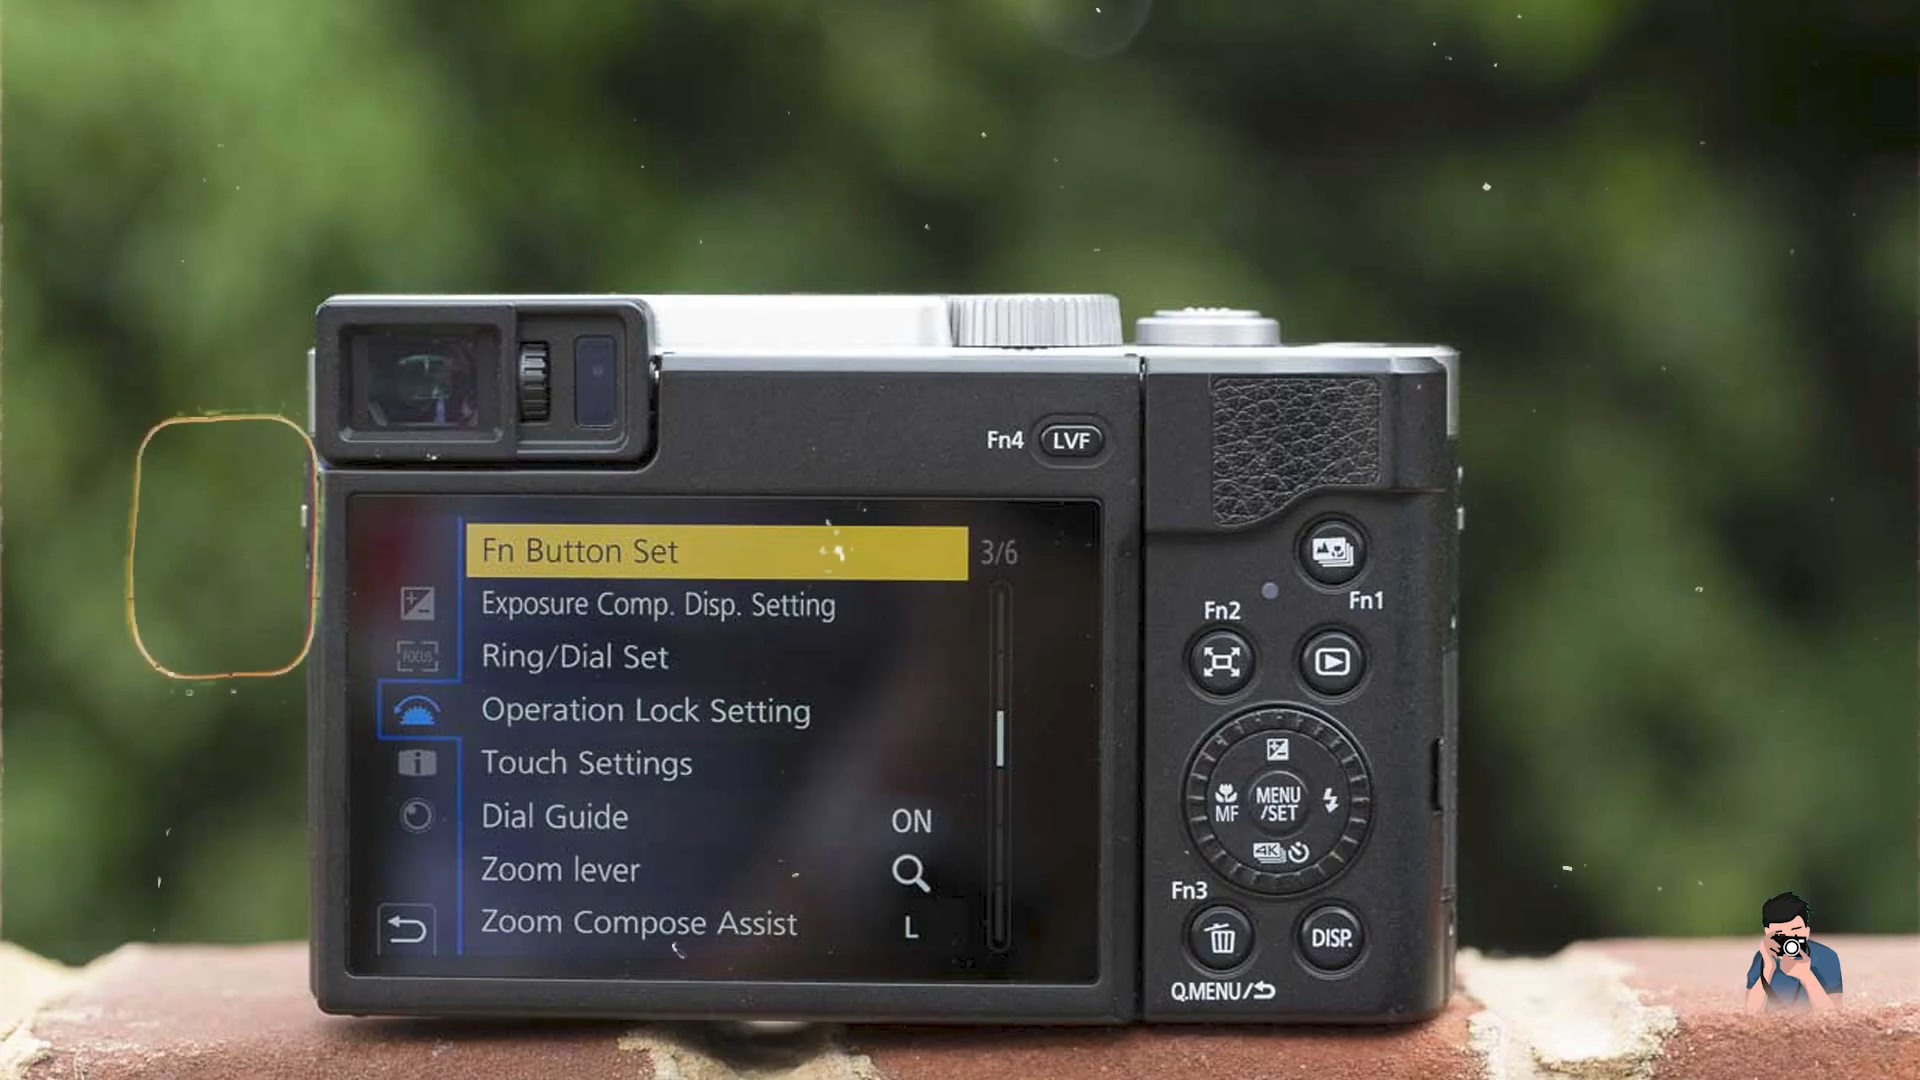 Fn4 LVF
Fn Button Set 3/6
Exposure Comp. Disp. Setting
FOCUS
Ring/Dial Set
Operation Lock Setting
Touch Settings
Dial Guide ON
Zoom lever
Zoom Compose Assist L
Fn1
Fn2
MENU
/SET
MF
4K
Fn3
DISP.
Q.MENU/